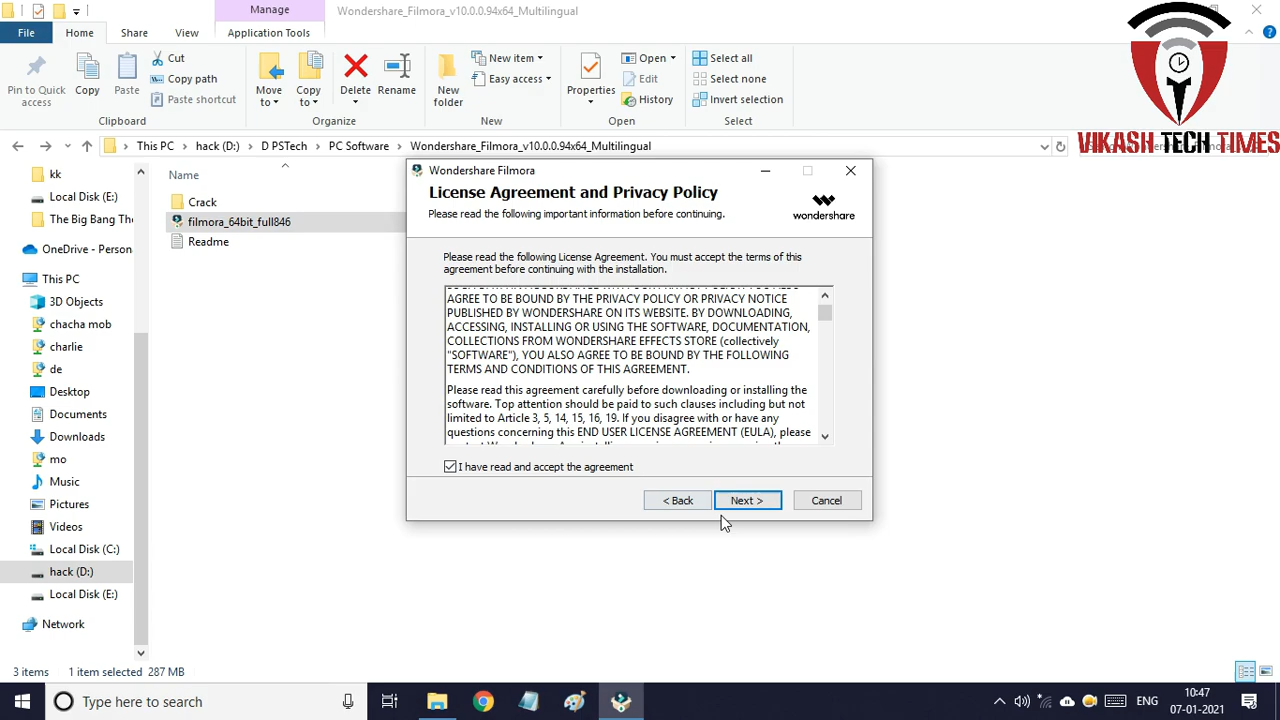 Manage
Wondershare_Filmora_v10.0.0.94x64_Multilingual
File
Home
Share
View
Application Tools
Pin to Quick
access
Copy
Paste
Cut
Copy path
Paste shortcut
Clipboard
Move
to
Copy
to
Delete
Rename
Organize
New
folder
New item
Easy access
New
Properties
Open
Edit
History
Open
Select all
Select none
Invert selection
Select
VIKASH TECH TIMES
This PC
hack (D:)
D PSTech
PC Software
Wondershare_Filmora_v10.0.0.94x64_Multilingual
kk
Local Disk (E:)
The Big Bang The
OneDrive - Person
This PC
3D Objects
chacha mob
charlie
de
Desktop
Documents
Downloads
mo
Music
Pictures
Videos
Local Disk (C:)
hack (D:)
Local Disk (E:)
Network
Name
Crack
filmora_64bit_full846
Readme
Wondershare Filmora
License Agreement and Privacy Policy
Please read the following important information before continuing.
wondershare
Please read the following License Agreement. You must accept the terms of this
agreement before continuing with the installation.
AGREE TO BE BOUND BY THE PRIVACY POLICY OR PRIVACY NOTICE
PUBLISHED BY WONDERSHARE ON ITS WEBSITE. BY DOWNLOADING,
ACCESSING, INSTALLING OR USING THE SOFTWARE, DOCUMENTATION,
COLLECTIONS FROM WONDERSHARE EFFECTS STORE (collectively
"SOFTWARE"), YOU ALSO AGREE TO BE BOUND BY THE FOLLOWING
TERMS AND CONDITIONS OF THIS AGREEMENT.
Please read this agreement carefully before downloading or installing the
software. Top attention should be paid to such clauses including but not
limited to Article 3, 5, 14, 15, 16, 19. If you disagree with or have any
questions concerning this END USER LICENSE AGREEMENT (EULA), please
I have read and accept the agreement
< Back
Next >
Cancel
3 items
1 item selected
287 MB
Type here to search
ENG
10:47
07-01-2021